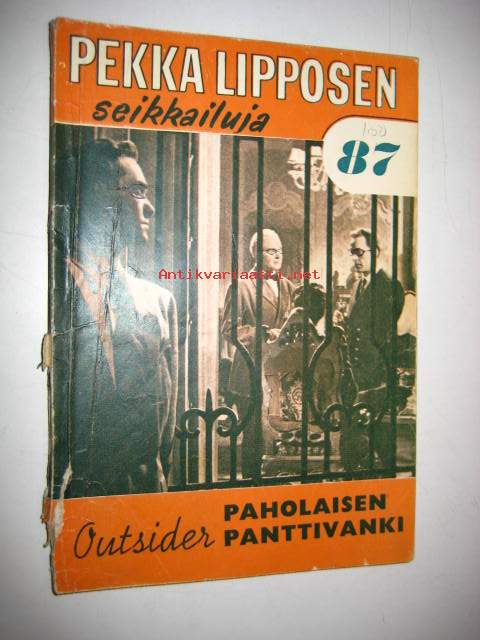 PEKKA LIPPOSEN
seikkailuja
100
87
Antikvariaatti.net
Outsider PAHOLAISEN
PANTTIVANKI